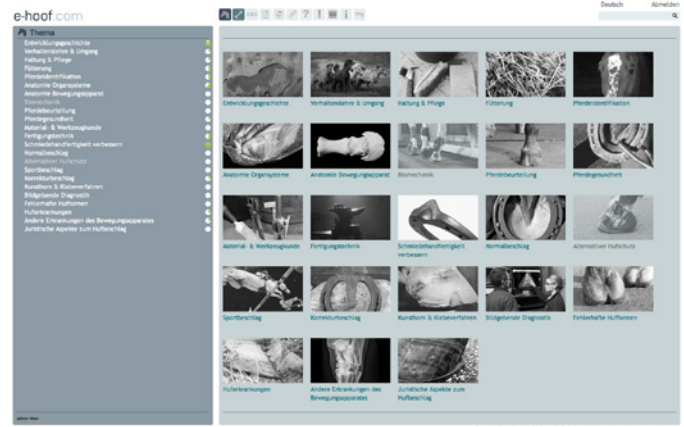 e-hoof.com
Deutsch Abmelden
Thema
Entwicklungsgeschichte
Verhaltenslehre & Umgang
Haltung & Pflege
Fütterung
Pferdeidentifikation
Anatomie Organsysteme
Anatomie Bewegungsapparat
Biomechanik
Pferdebeurteilung
Pferdegesundheit
Material- & Werkzeugkunde
Fertigungstechnik
Schmiedehandfertigkeit verbessern
Normalbeschlag
Alternativer Hufschutz
Sportbeschlag
Korrekturbeschlag
Kunsthorn & Klebeverfahren
Bildgebende Diagnostik
Fehlerhafte Hufformen
Huferkrankungen
Andere Erkrankungen des Bewegungsapparates
Juristische Aspekte zum Hufbeschlag
Entwicklungsgeschichte
Verhaltenslehre & Umgang
Haltung & Pflege
Fütterung
Pferdeidentifikation
Anatomie Organsysteme
Anatomie Bewegungsapparat
Biomechanik
Pferdebeurteilung
Pferdegesundheit
Material- & Werkzeugkunde
Fertigungstechnik
Schmiedehandfertigkeit
verbessern
Normalbeschlag
Alternativer Hufschutz
Sportbeschlag
Korrekturbeschlag
Kunsthorn & Klebeverfahren
Bildgebende Diagnostik
Fehlerhafte Hufformen
Huferkrankungen
Andere Erkrankungen des
Bewegungsapparates
Juristische Aspekte zum
Hufbeschlag